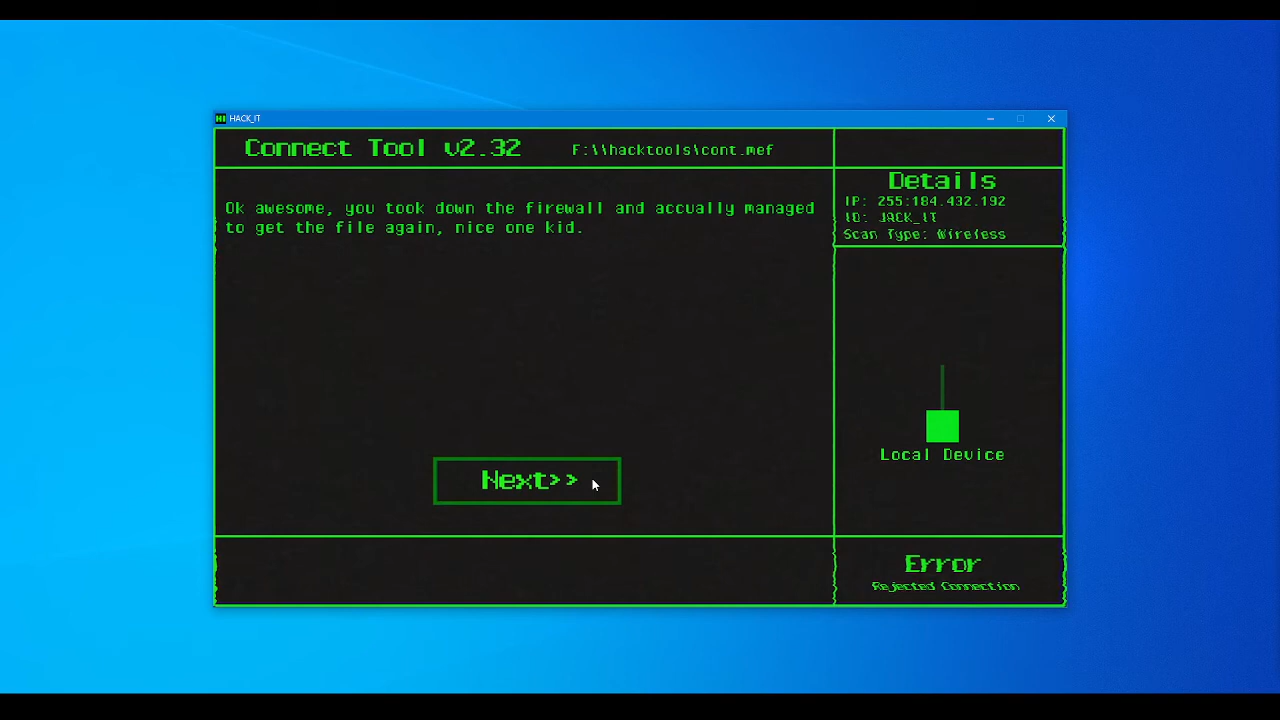 HACK_IT
Connect Tool v2.32
F:\\hacktools\cont.mef
Ok awesome, you took down the firewall and accually managed
to get the file again, nice one kid.
Next>>
Details
IP: 255:184.432.192
ID: JACK_IT
Scan Type: Wireless
Local Device
Error
Rejected Connection